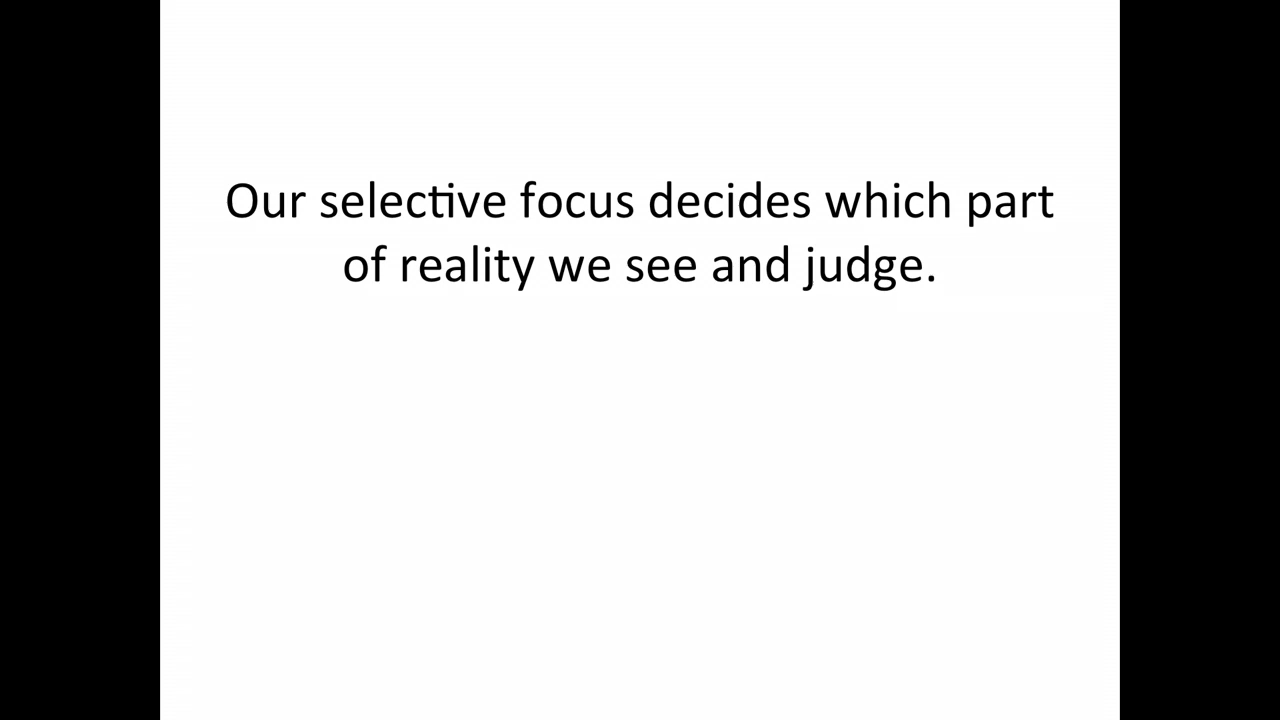 Our selective focus decides which part
of reality we see and judge.